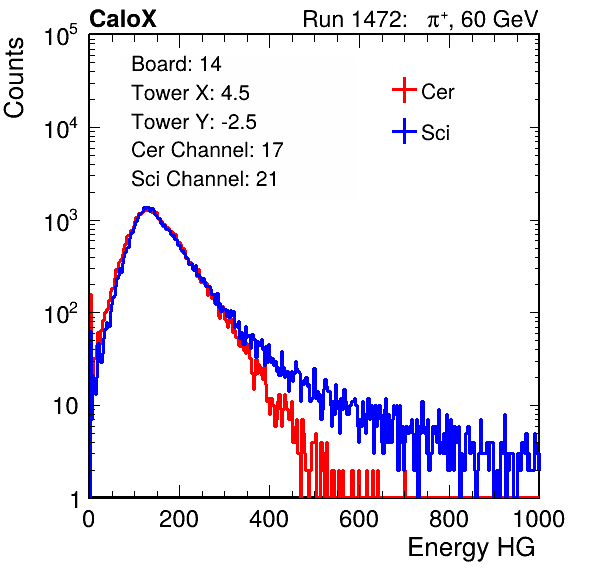 CaloX Run 1472: π⁺, 60 GeV
Counts
10⁵
10⁴
10³
10²
10
1
Board: 14
Tower X: 4.5
Tower Y: -2.5
Cer Channel: 17
Sci Channel: 21
Cer
Sci
0 200 400 600 800 1000
Energy HG